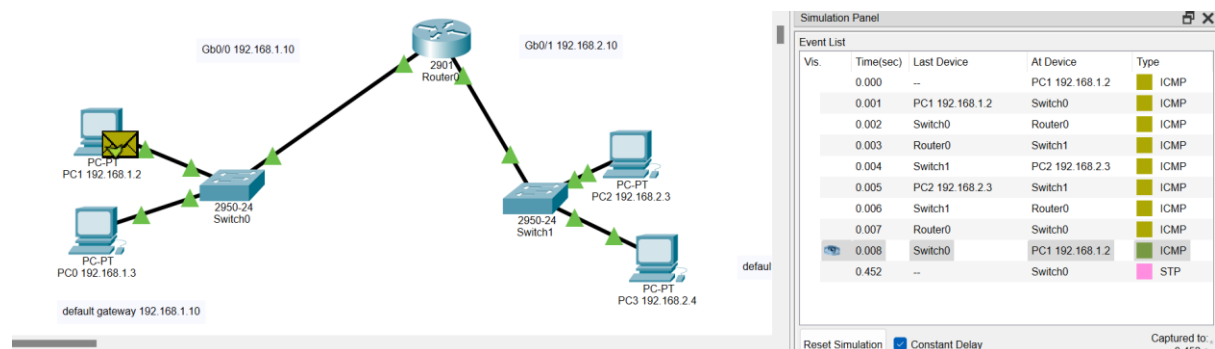 Gb0/0 192.168.1.10
Gb0/1 192.168.2.10
2901
Router0
PC-PT
PC1 192.168.1.2
2950-24
Switch0
PC-PT
PC0 192.168.1.3
default gateway 192.168.1.10
PC-PT
PC2 192.168.2.3
2950-24
Switch1
PC-PT
PC3 192.168.2.4
defaul
Simulation Panel
Event List
Vis. Time(sec) Last Device At Device Type
0.000 -- PC1 192.168.1.2 ICMP
0.001 PC1 192.168.1.2 Switch0 ICMP
0.002 Switch0 Router0 ICMP
0.003 Router0 Switch1 ICMP
0.004 Switch1 PC2 192.168.2.3 ICMP
0.005 PC2 192.168.2.3 Switch1 ICMP
0.006 Switch1 Router0 ICMP
0.007 Router0 Switch0 ICMP
0.008 Switch0 PC1 192.168.1.2 ICMP
0.452 -- Switch0 STP
Reset Simulation Constant Delay Captured to: